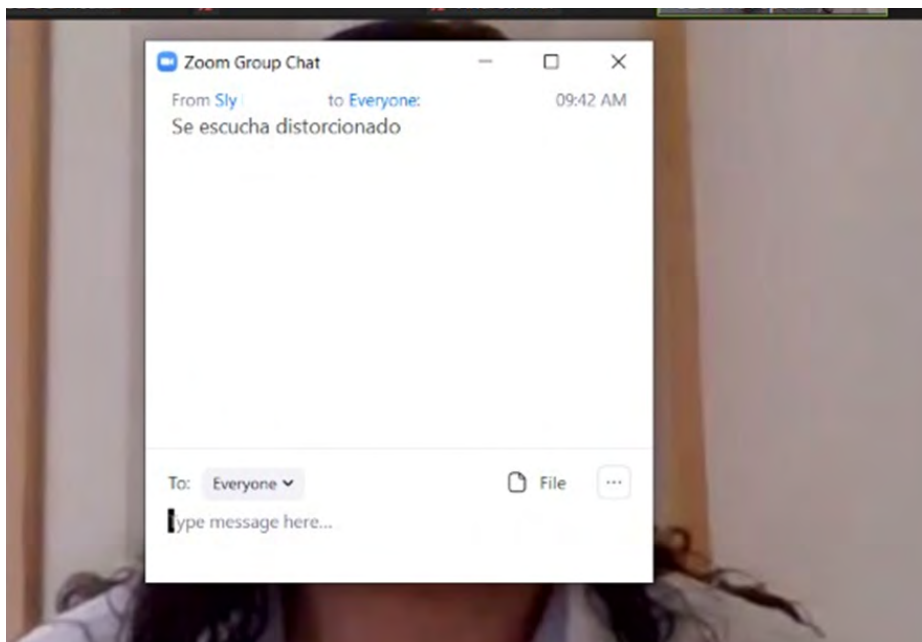 Zoom Group Chat
From Sly to Everyone: 09:42 AM
Se escucha distorcionado
To: Everyone File
Type message here...